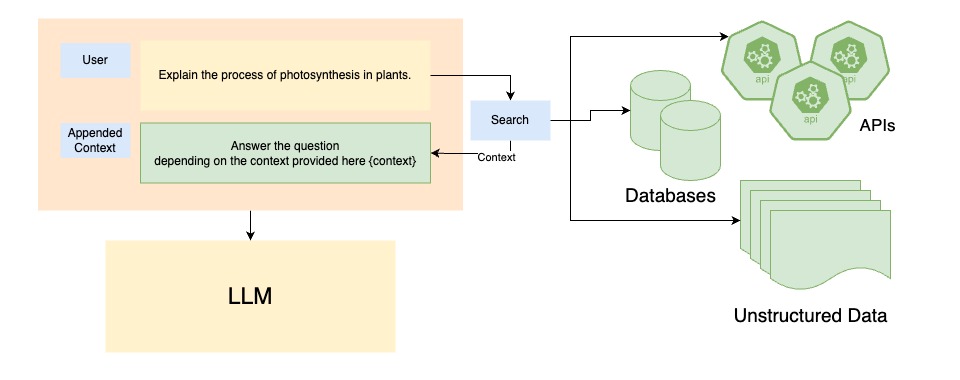 User
Explain the process of photosynthesis in plants.
Appended
Context
Answer the question
depending on the context provided here {context}
Search
Context
api
api
api
APIs
Databases
Unstructured Data
LLM